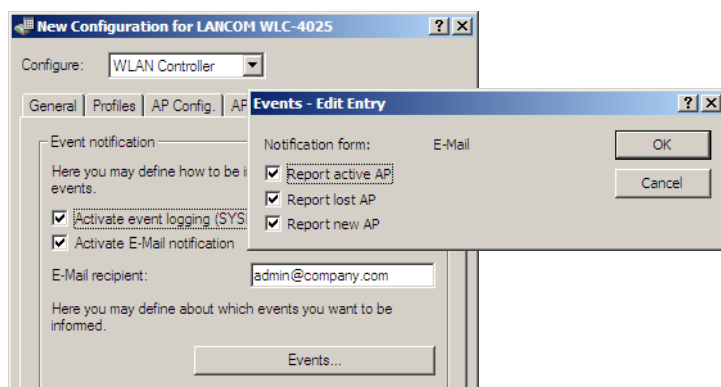 New Configuration for LANCOM WLC-4025
Configure: WLAN Controller
General Profiles AP Config. AP
Event notification
Here you may define how to be i
events.
Activate event logging (SYS
Activate E-Mail notification
E-Mail recipient: admin@company.com
Here you may define about which events you want to be
informed.
Events...
Events - Edit Entry
Notification form: E-Mail
Report active AP
Report lost AP
Report new AP
OK
Cancel